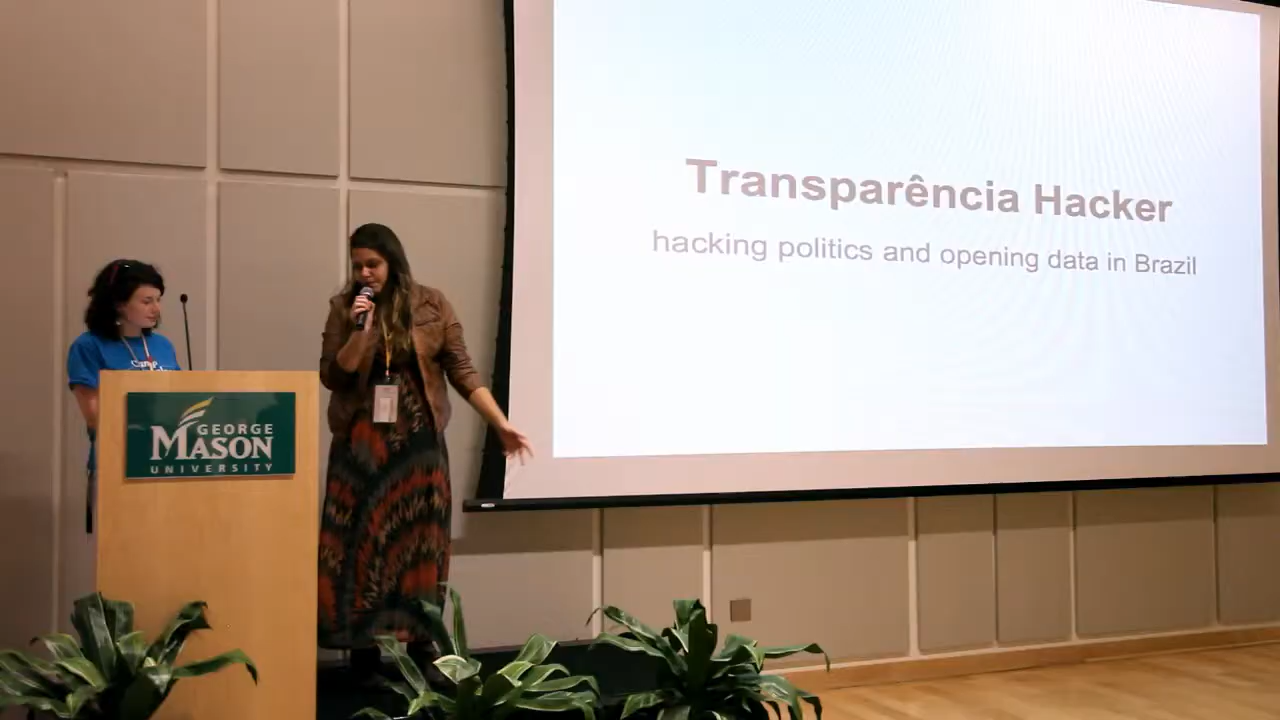 Transparência Hacker
hacking politics and opening data in Brazil
GEORGE
MASON
UNIVERSITY